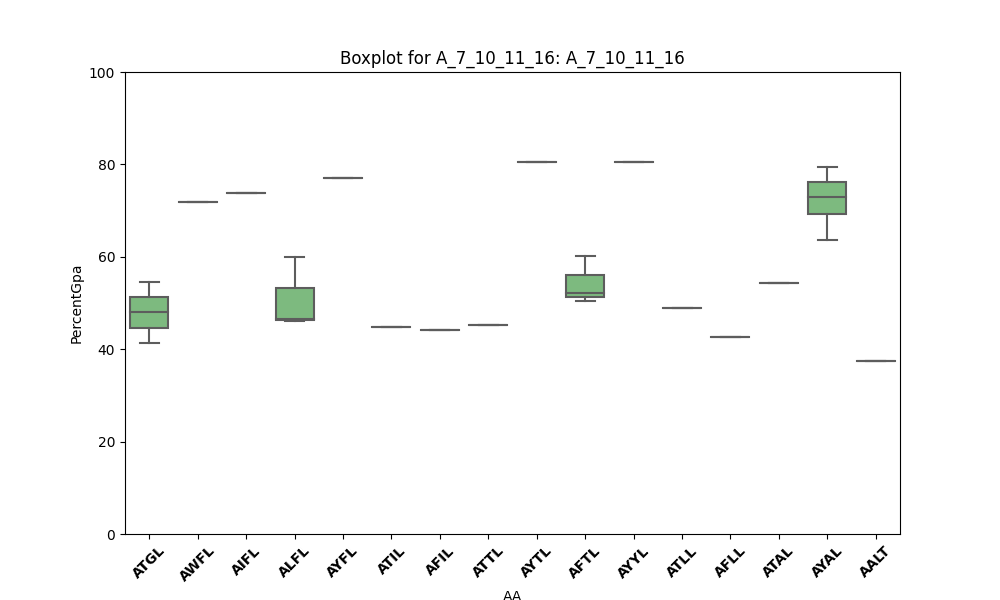 Boxplot for A_7_10_11_16: A_7_10_11_16
100
80
60
40
20
0
PercentGpa
ATGL AWFL AIFL ALFL AYFL ATIL AFIL ATTL AYTL AFTL AYYL ATLL AFLL ATAL AYAL AALT
AA